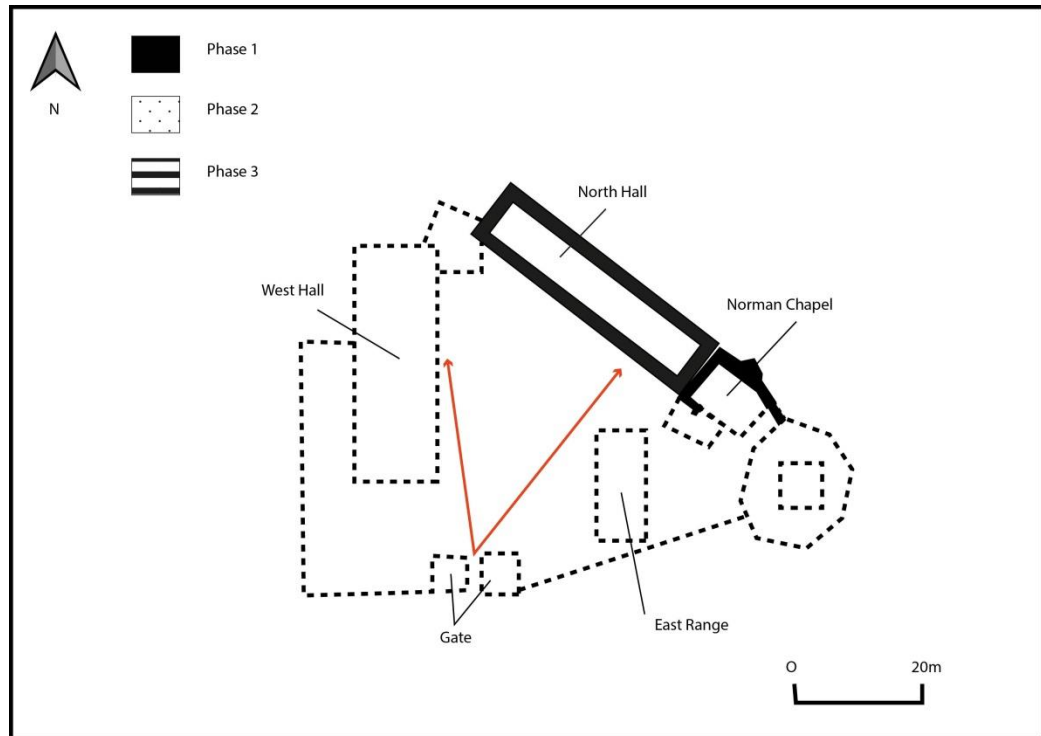 Phase 1
N
Phase 2
Phase 3
North Hall
West Hall
Norman Chapel
Gate
East Range
O
20m